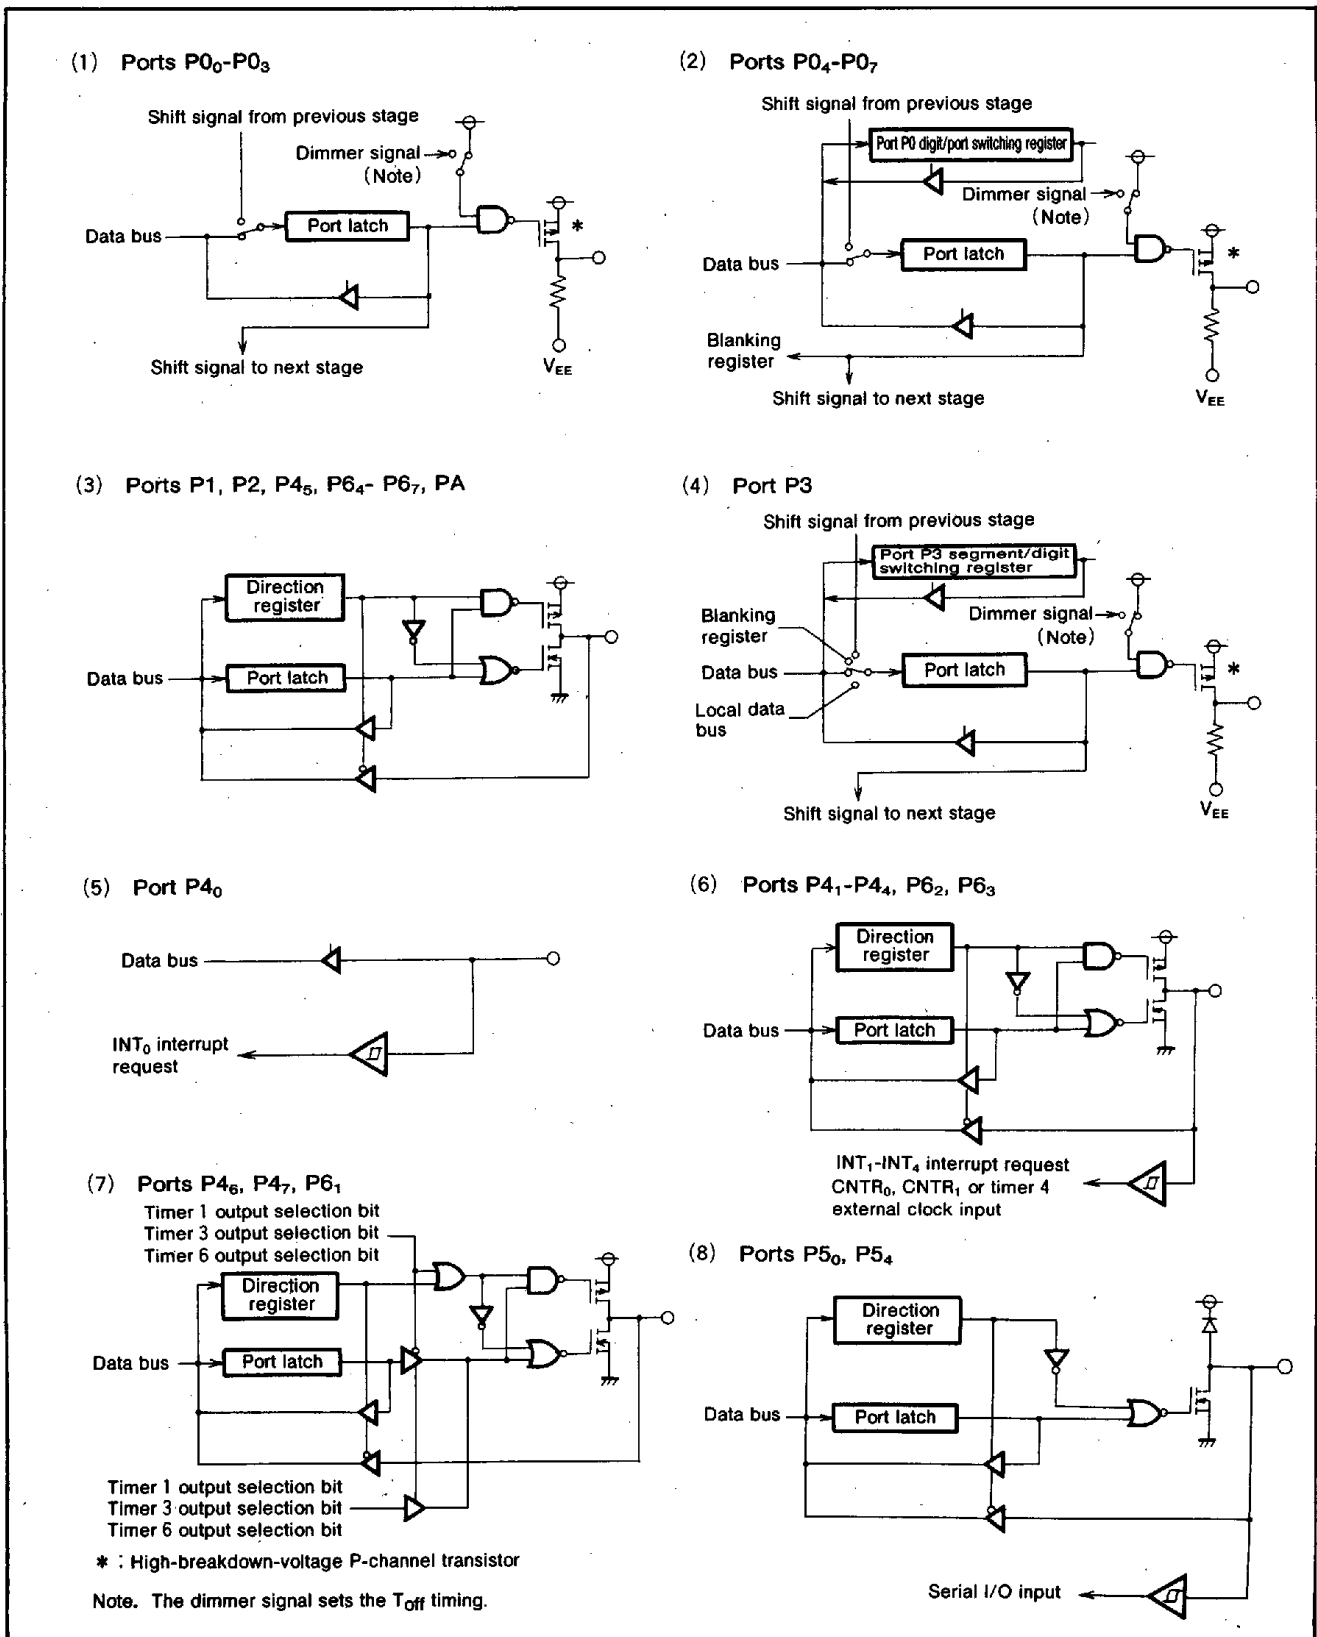 (1) Ports P0₀-P0₃
Shift signal from previous stage
Dimmer signal
(Note)
Port latch
*
Data bus
Shift signal to next stage
VEE
(2) Ports P0₄-P0₇
Shift signal from previous stage
Port P0 digit/port switching register
Dimmer signal
(Note)
Data bus
Port latch
*
Blanking
register
Shift signal to next stage
VEE
(3) Ports P1, P2, P4₅, P6₄- P6₇, PA
Direction
register
Data bus
Port latch
(4) Port P3
Shift signal from previous stage
Port P3 segment/digit
switching register
Blanking
register
Dimmer signal
(Note)
Data bus
Port latch
*
Local data
bus
Shift signal to next stage
VEE
(5) Port P4₀
Data bus
INT₀ interrupt
request
(6) Ports P4₁-P4₄, P6₂, P6₃
Direction
register
Data bus
Port latch
INT₁-INT₄ interrupt request
CNTR₀, CNTR₁ or timer 4
external clock input
(7) Ports P4₆, P4₇, P6₁
Timer 1 output selection bit
Timer 3 output selection bit
Timer 6 output selection bit
Direction
register
Data bus
Port latch
Timer 1 output selection bit
Timer 3 output selection bit
Timer 6 output selection bit
(8) Ports P5₀, P5₄
Direction
register
Data bus
Port latch
Serial I/O input
* : High-breakdown-voltage P-channel transistor
Note. The dimmer signal sets the Toff timing.